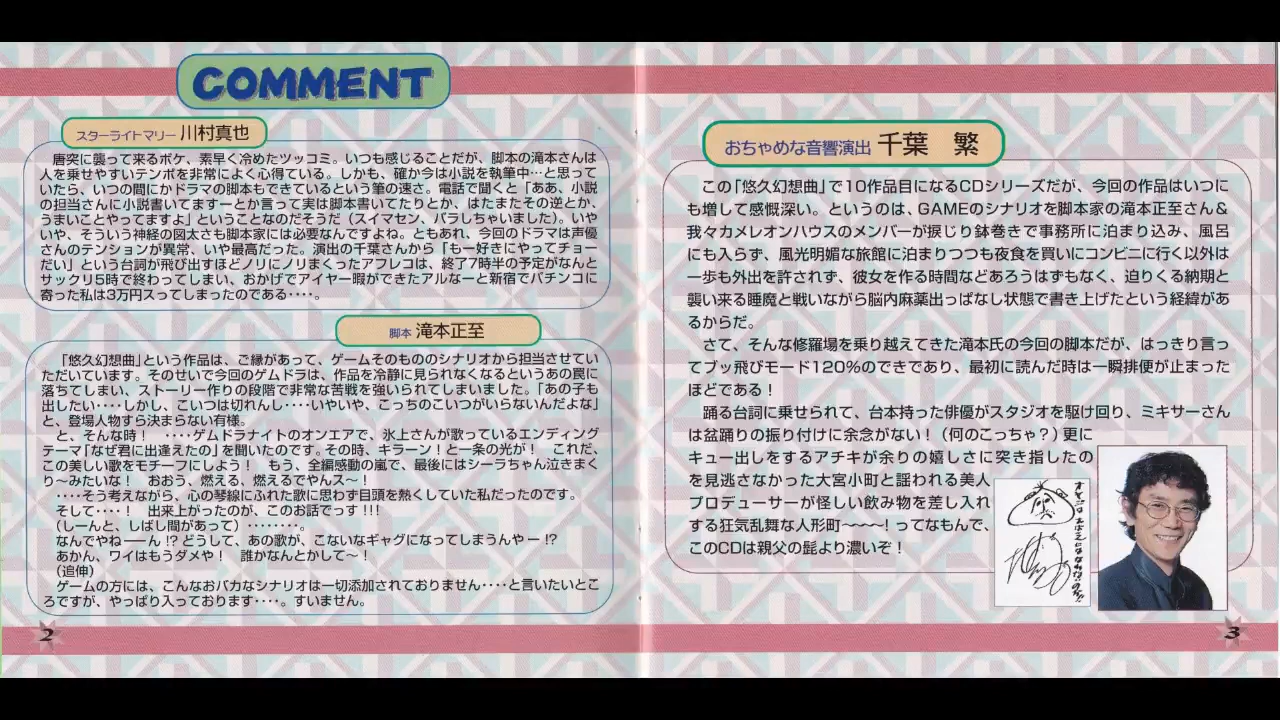 COMMENT
スターライトマリー 川村真也
唐突に襲って来るボケ、素早く冷めたツッコミ。いつも感じることだが、脚本の滝本さんは
人を乗せやすいテンポを非常によく心得ている。しかも、確か今は小説を執筆中…と思って
いたら、いつの間にかドラマの脚本もできているという筆の速さ。電話で聞くと「ああ、小説
の担当さんに小説書いてますーとか言って実は脚本書いてたりとか、はたまたその逆とか、
うまいことやってますよ」ということなのだそうだ（スイマセン、バラしちゃいました）。いや
いや、そういう神経の図太さも脚本家には必要なんですよね。ともあれ、今回のドラマは声優
さんのテンションが異常、いや最高だった。演出の千葉さんから「もー好きにやってチョー
だい」という台詞が飛び出すほどノリにノリまくったアフレコは、終了7時半の予定がなんと
サックリ5時で終わってしまい、おかげでアイヤー暇ができたアルなーと新宿でパチンコに
寄った私は3万円スってしまったのである‥‥。
脚本 滝本正至
「悠久幻想曲」という作品は、ご縁があって、ゲームそのもののシナリオから担当させてい
ただいています。そのせいで今回のゲムドラは、作品を冷静に見られなくなるというあの罠に
落ちてしまい、ストーリー作りの段階で非常な苦戦を強いられてしまいました。「あの子も
出したい‥‥しかし、こいつは切れんし‥‥いやいや、こっちのこいつがいらないんだよな」
と、登場人物すら決まらない有様。
と、そんな時！　‥‥ゲムドラナイトのオンエアで、氷上さんが歌っているエンディング
テーマ「なぜ君に出逢えたの」を聞いたのです。その時、キラーン！と一条の光が！　これだ、
この美しい歌をモチーフにしよう！　もう、全編感動の嵐で、最後にはシーラちゃん泣きまく
り～みたいな！　おおう、燃える、燃えるでやんス～！
‥‥そう考えながら、心の琴線にふれた歌に思わず目頭を熱くしていた私だったのです。
そして‥‥！　出来上がったのが、このお話でっす!!!
（しーんと、しばし間があって）‥‥‥‥。
なんでやねーーん!?どうして、あの歌が、こないなギャグになってしまうんやー!?
あかん、ワイはもうダメや！　誰かなんとかして～！
（追伸）
ゲームの方には、こんなおバカなシナリオは一切添加されておりません‥‥と言いたいとこ
ろですが、やっぱり入っております‥‥。すいません。
2
おちゃめな音響演出 千葉　繁
この「悠久幻想曲」で10作品目になるCDシリーズだが、今回の作品はいつに
も増して感慨深い。というのは、GAMEのシナリオを脚本家の滝本正至さん＆
我々カメレオンハウスのメンバーが捩じり鉢巻きで事務所に泊まり込み、風呂
にも入らず、風光明媚な旅館に泊まりつつも夜食を買いにコンビニに行く以外は
一歩も外出を許されず、彼女を作る時間などあろうはずもなく、迫りくる納期と
襲い来る睡魔と戦いながら脳内麻薬出っぱなし状態で書き上げたという経緯があ
るからだ。
さて、そんな修羅場を乗り越えてきた滝本氏の今回の脚本だが、はっきり言っ
てブッ飛びモード120％のできであり、最初に読んだ時は一瞬排便が止まった
ほどである！
踊る台詞に乗せられて、台本持った俳優がスタジオを駆け回り、ミキサーさん
は盆踊りの振り付けに余念がない！（何のこっちゃ？）更に
キュー出しをするアチキが余りの嬉しさに突き指したの
を見逃さなかった大宮小町と謳われる美人
プロデューサーが怪しい飲み物を差し入れ
する狂気乱舞な人形町～～～！ってなもんで、
このCDは親父の髭より濃いぞ！
3